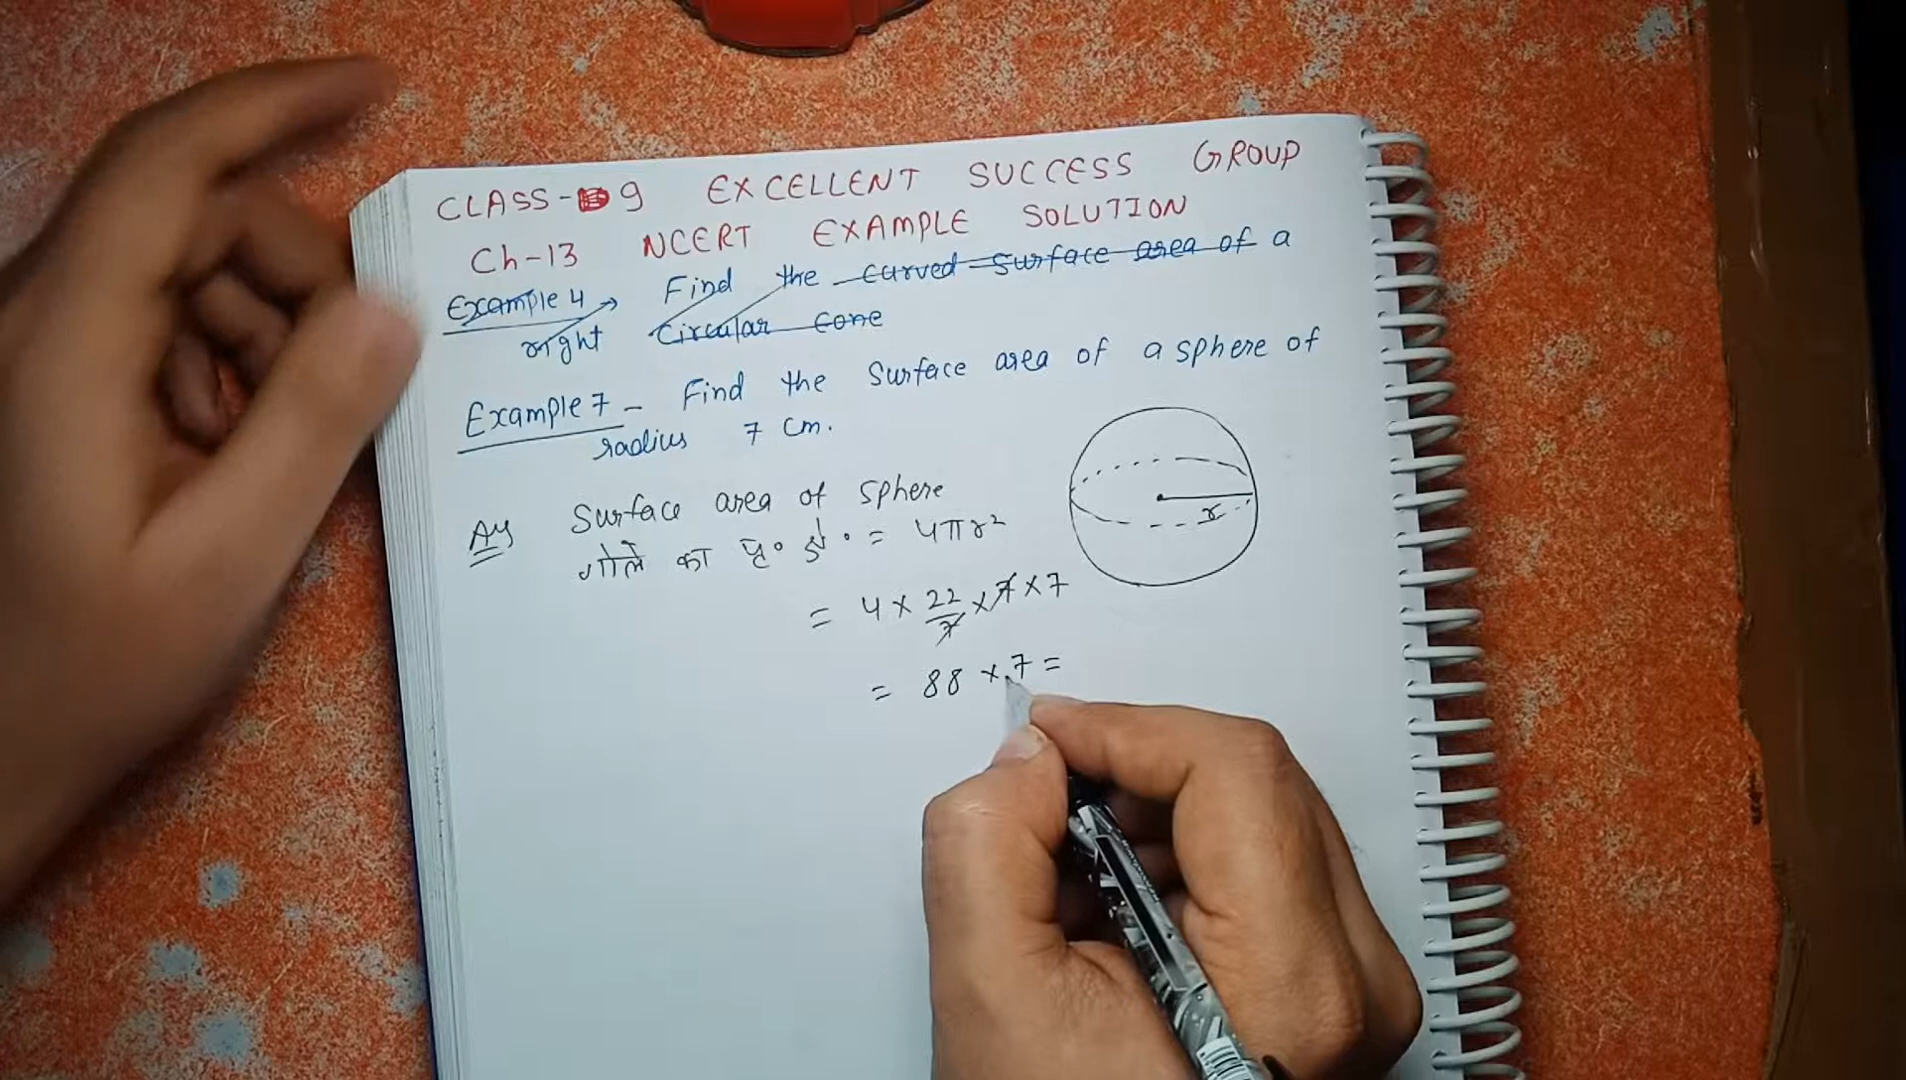 CLASS-9 EXCELLENT SUCCESS GROUP
Ch-13 NCERT EXAMPLE SOLUTION
Example 4 → Find the curved surface area of a
right Circular Cone
Example 7 - Find the Surface area of a sphere of
radius 7 cm.
r
Surface area of sphere
गोले का पृ० क्षे० = 4πr²
= 4 × 22/7 × 7 × 7
= 88 × 7 =